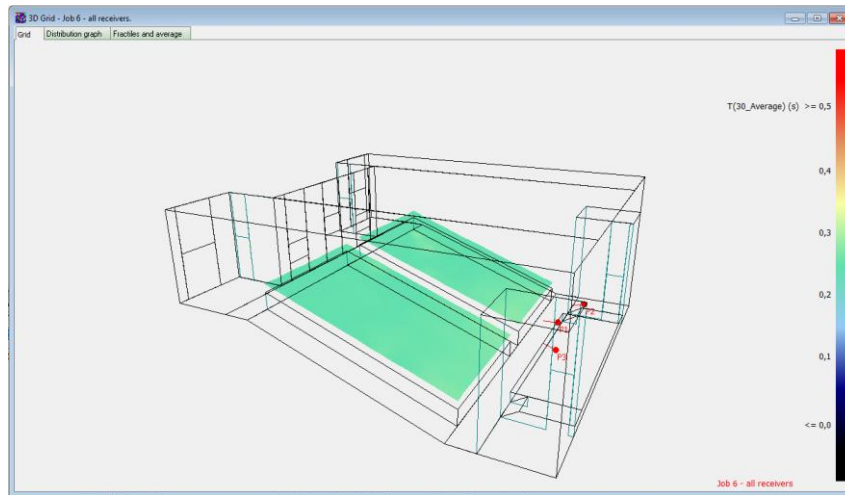 3D Grid - Job 6 - all receivers.
Grid Distribution graph Fractiles and average
T(30_Average) (s) >= 0,5
0,4
0,3
0,2
0,1
<= 0,0
P2
P1
P3
Job 6 - all receivers